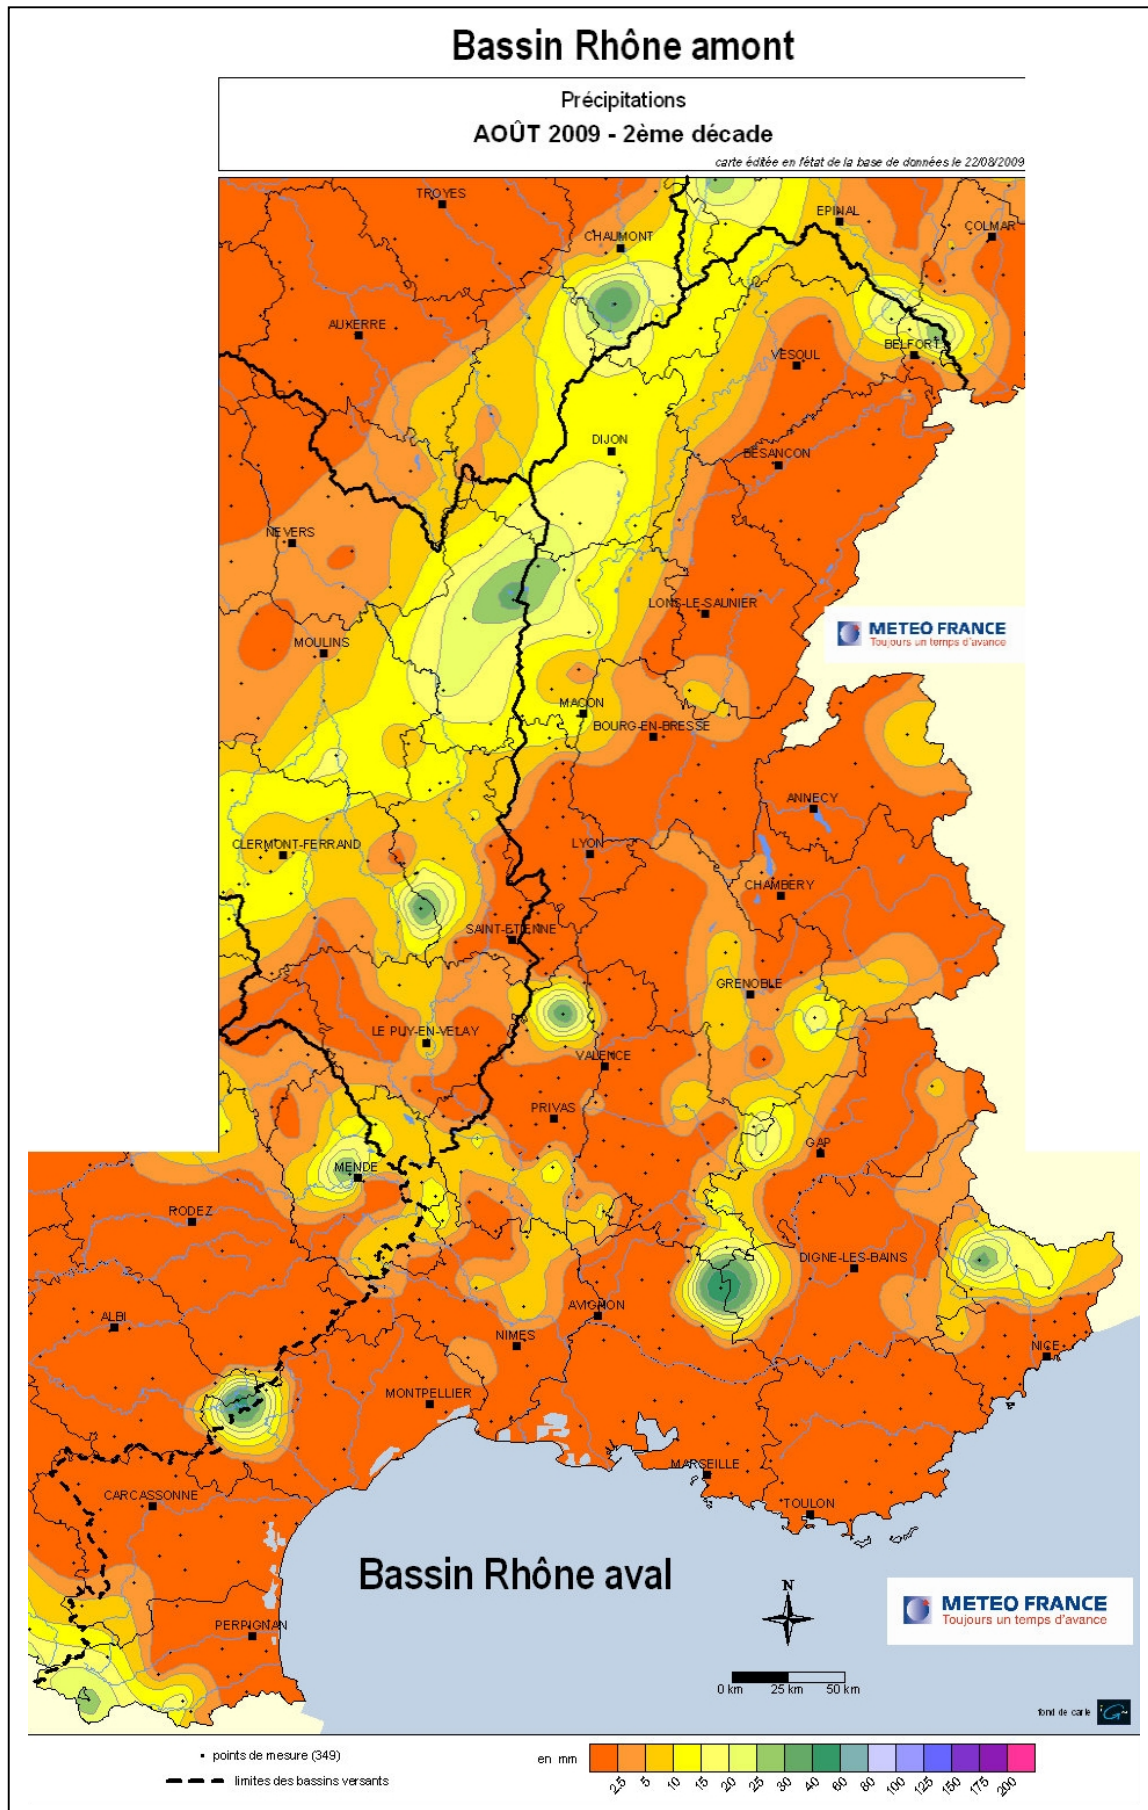 Bassin Rhône amont
Précipitations
AOÛT 2009 - 2ème décade
carte éditée en l'état de la base de données le 22/08/2009
TROYES
EPINAL
CHAUMONT
COLMAR
AUXERRE
BELFORT
VESOUL
DIJON
BESANCON
NEVERS
LONS-LE-SAUNIER
METEO FRANCE
Toujours un temps d'avance
MOULINS
MACON
BOURG-EN-BRESSE
ANNECY
CLERMONT-FERRAND
LYON
CHAMBERY
SAINT-ETIENNE
GRENOBLE
LE PUY-EN-VELAY
VALENCE
PRIVAS
GAP
MENDE
RODEZ
DIGNE-LES-BAINS
AVIGNON
ALBI
NIMES
NICE
MONTPELLIER
MARSEILLE
CARCASSONNE
TOULON
Bassin Rhône aval
N
METEO FRANCE
Toujours un temps d'avance
PERPIGNAN
0 km 25 km 50 km
fond de carte
points de mesure (349)
limites des bassins versants
en mm
2.5 5 10 15 20 25 30 40 60 80 100 125 150 175 200